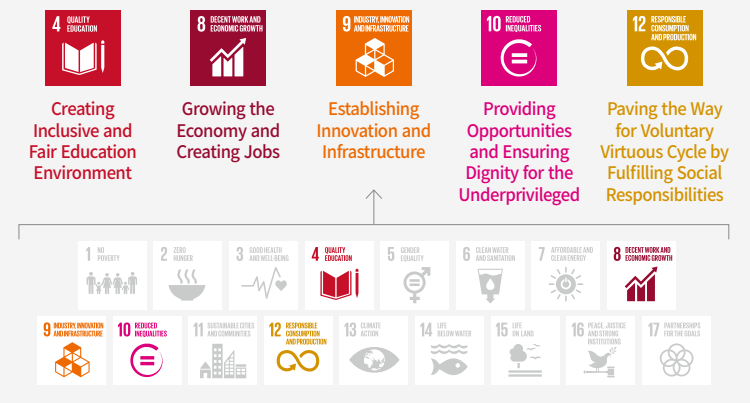 4 QUALITY
EDUCATION
8 DECENT WORK AND
ECONOMIC GROWTH
9 INDUSTRY, INNOVATION
AND INFRASTRUCTURE
10 REDUCED
INEQUALITIES
12 RESPONSIBLE
CONSUMPTION
AND PRODUCTION
Creating
Inclusive and
Fair Education
Environment
Growing the
Economy and
Creating Jobs
Establishing
Innovation and
Infrastructure
Providing
Opportunities
and Ensuring
Dignity for the
Underprivileged
Paving the Way
for Voluntary
Virtuous Cycle by
Fulfilling Social
Responsibilities
1 NO
POVERTY
2 ZERO
HUNGER
3 GOOD HEALTH
AND WELL-BEING
4 QUALITY
EDUCATION
5 GENDER
EQUALITY
6 CLEAN WATER
AND SANITATION
7 AFFORDABLE AND
CLEAN ENERGY
8 DECENT WORK AND
ECONOMIC GROWTH
9 INDUSTRY, INNOVATION
AND INFRASTRUCTURE
10 REDUCED
INEQUALITIES
11 SUSTAINABLE CITIES
AND COMMUNITIES
12 RESPONSIBLE
CONSUMPTION
AND PRODUCTION
13 CLIMATE
ACTION
14 LIFE
BELOW WATER
15 LIFE
ON LAND
16 PEACE, JUSTICE
AND STRONG
INSTITUTIONS
17 PARTNERSHIPS
FOR THE GOALS